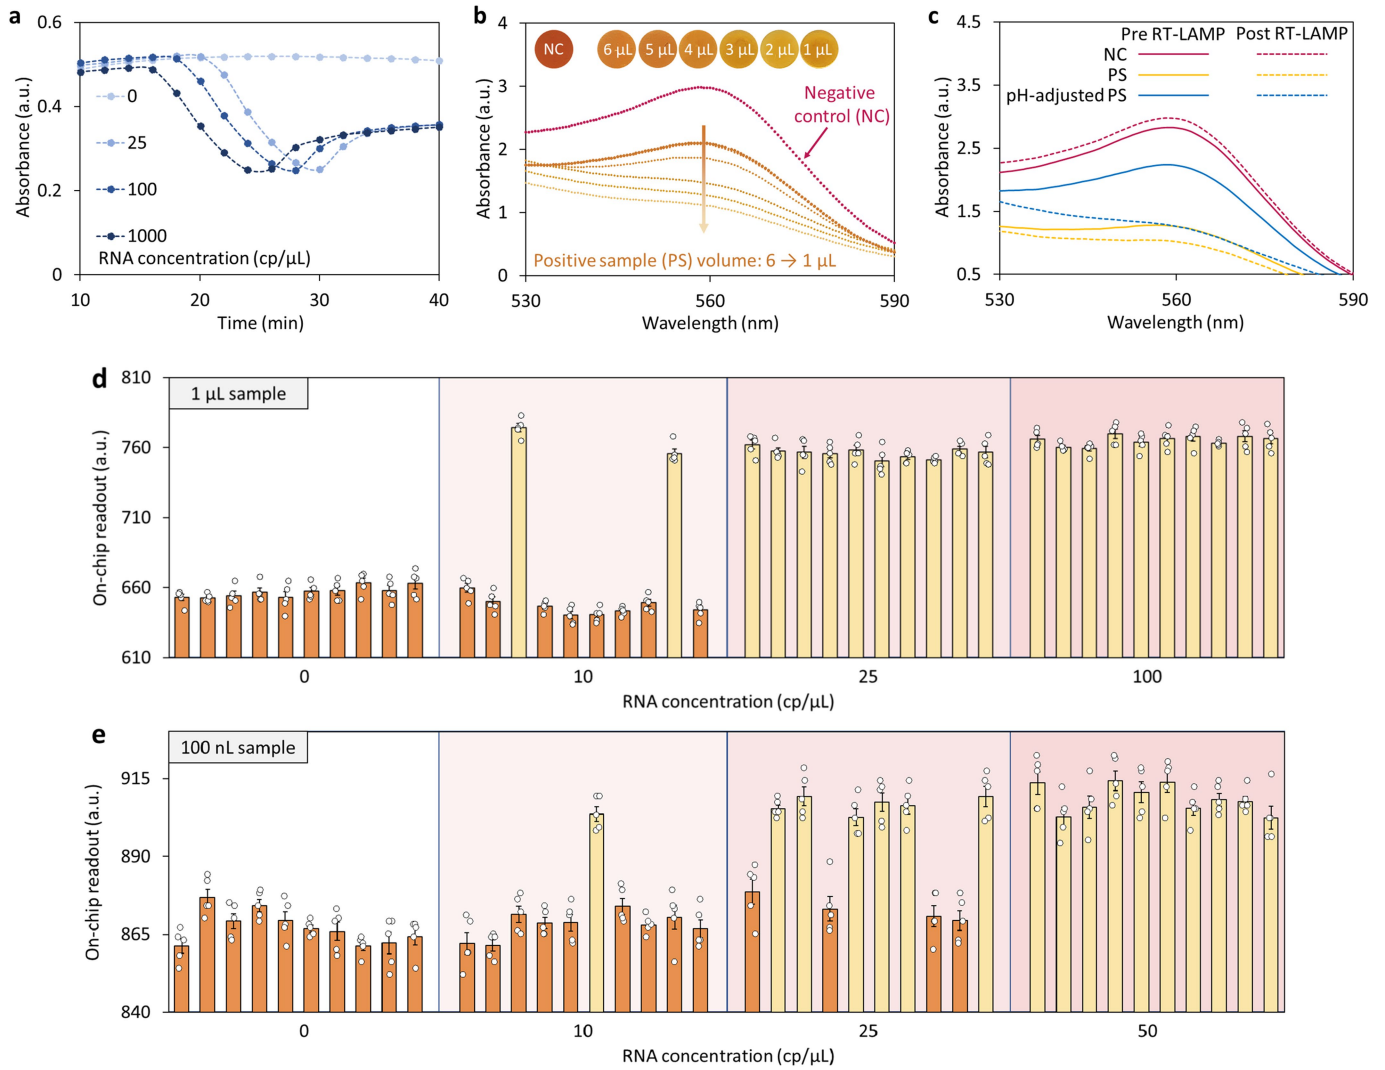 a
0.6
0.4
0.2
0
Absorbance (a.u.)
0
25
100
1000
RNA concentration (cp/µL)
10
20
30
40
Time (min)
b
4
3
2
1
0
Absorbance (a.u.)
NC
6 µL
5 µL
4 µL
3 µL
2 µL
1 µL
Negative
control (NC)
Positive sample (PS) volume: 6 → 1 µL
530
560
590
Wavelength (nm)
c
4.5
3.5
2.5
1.5
0.5
Absorbance (a.u.)
Pre RT-LAMP
Post RT-LAMP
NC
PS
pH-adjusted PS
530
560
590
Wavelength (nm)
d
1 µL sample
810
760
710
660
610
On-chip readout (a.u.)
0
10
25
100
RNA concentration (cp/µL)
e
100 nL sample
915
890
865
840
On-chip readout (a.u.)
0
10
25
50
RNA concentration (cp/µL)